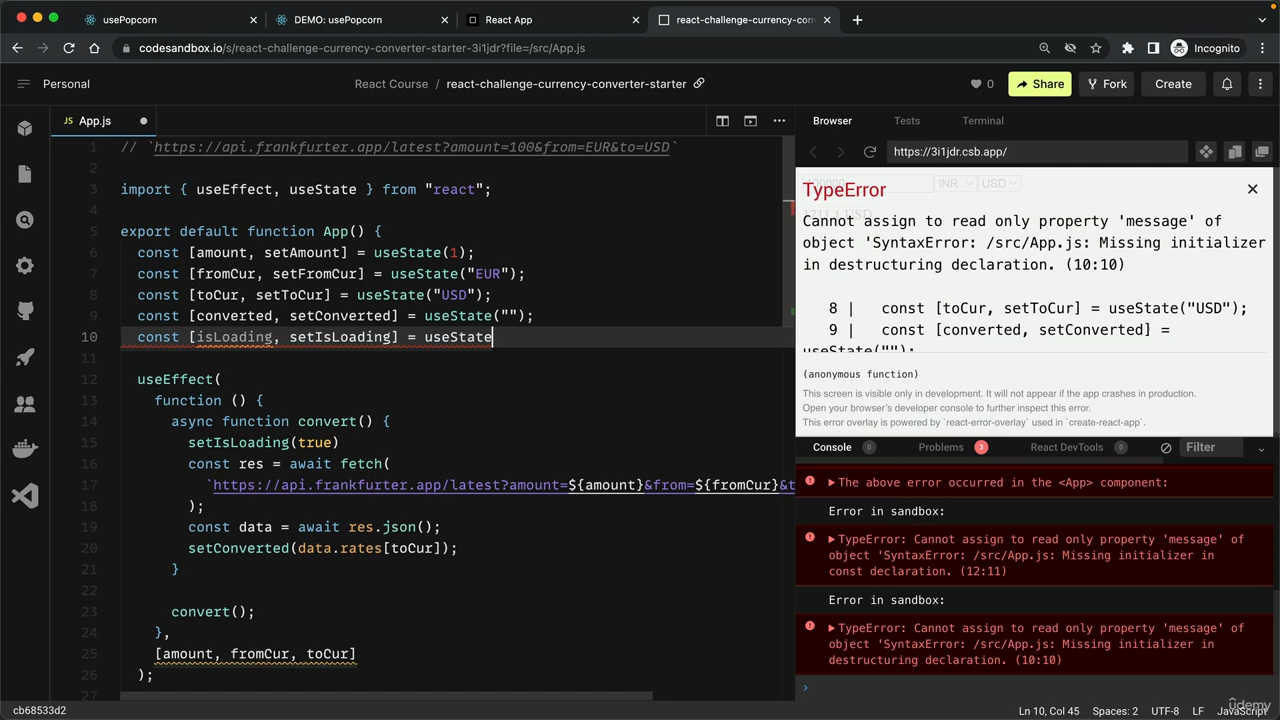 usePopcorn
DEMO: usePopcorn
React App
react-challenge-currency-con
codesandbox.io/s/react-challenge-currency-converter-starter-3i1jdr?file=/src/App.js
Incognito
Personal
React Course / react-challenge-currency-converter-starter
0
Share
Fork
Create
JS App.js
Browser
Tests
Terminal
https://3i1jdr.csb.app/
1 // `https://api.frankfurter.app/latest?amount=100&from=EUR&to=USD`
2
3 import { useEffect, useState } from "react";
4
5 export default function App() {
6 const [amount, setAmount] = useState(1);
7 const [fromCur, setFromCur] = useState("EUR");
8 const [toCur, setToCur] = useState("USD");
9 const [converted, setConverted] = useState("");
10 const [isLoading, setIsLoading] = useState
11
12 useEffect(
13 function () {
14 async function convert() {
15 setIsLoading(true)
16 const res = await fetch(
17 `https://api.frankfurter.app/latest?amount=${amount}&from=${fromCur}&t
18 );
19 const data = await res.json();
20 setConverted(data.rates[toCur]);
21 }
22
23 convert();
24 },
25 [amount, fromCur, toCur]
26 );
27
INR
USD
TypeError
Cannot assign to read only property 'message' of
object 'SyntaxError: /src/App.js: Missing initializer
in destructuring declaration. (10:10)
8 | const [toCur, setToCur] = useState("USD");
9 | const [converted, setConverted] =
useState("");
(anonymous function)
This screen is visible only in development. It will not appear if the app crashes in production.
Open your browser's developer console to further inspect this error.
This error overlay is powered by `react-error-overlay` used in `create-react-app`.
Console 0
Problems 3
React DevTools 0
Filter
The above error occurred in the <App> component:
Error in sandbox:
TypeError: Cannot assign to read only property 'message' of
object 'SyntaxError: /src/App.js: Missing initializer in
const declaration. (12:11)
Error in sandbox:
TypeError: Cannot assign to read only property 'message' of
object 'SyntaxError: /src/App.js: Missing initializer in
destructuring declaration. (10:10)
cb68533d2
Ln 10, Col 45
Spaces: 2
UTF-8
LF
JavaScript
udemy